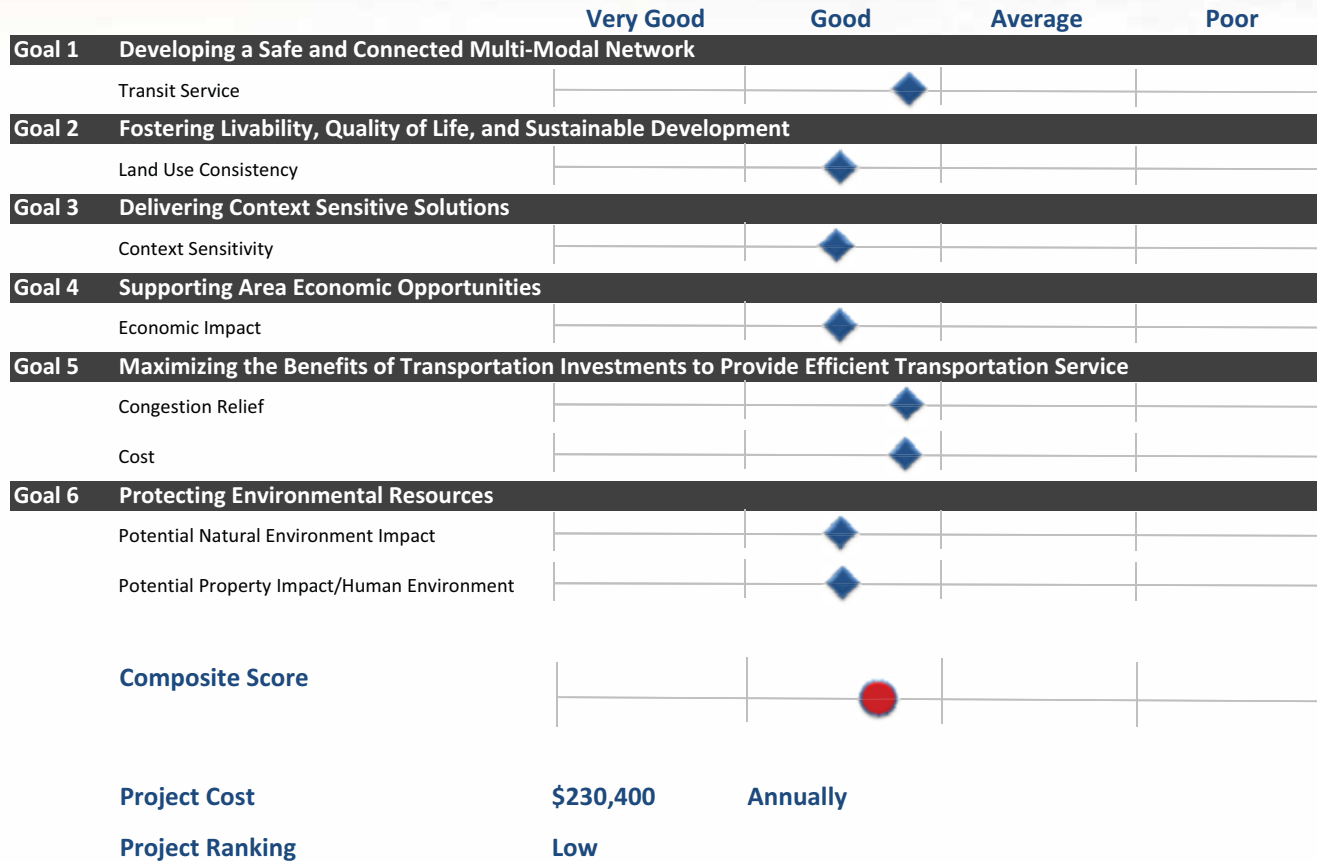 Very Good Good Average Poor
Goal 1 Developing a Safe and Connected Multi-Modal Network
Transit Service
Goal 2 Fostering Livability, Quality of Life, and Sustainable Development
Land Use Consistency
Goal 3 Delivering Context Sensitive Solutions
Context Sensitivity
Goal 4 Supporting Area Economic Opportunities
Economic Impact
Goal 5 Maximizing the Benefits of Transportation Investments to Provide Efficient Transportation Service
Congestion Relief
Cost
Goal 6 Protecting Environmental Resources
Potential Natural Environment Impact
Potential Property Impact/Human Environment
Composite Score
Project Cost $230,400 Annually
Project Ranking Low